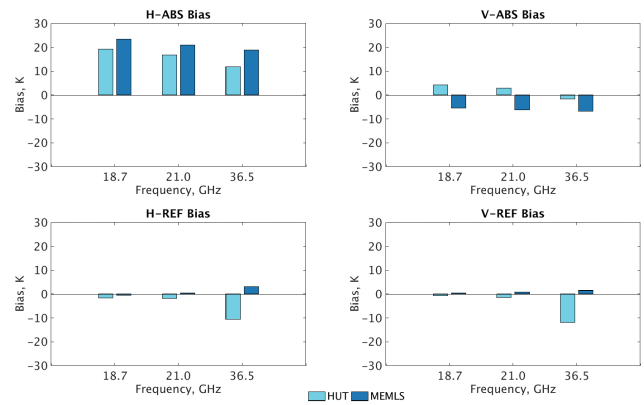 H-ABS Bias
30
20
10
0
-10
-20
-30
Bias, K
18.7 21.0 36.5
Frequency, GHz
V-ABS Bias
30
20
10
0
-10
-20
-30
Bias, K
18.7 21.0 36.5
Frequency, GHz
H-REF Bias
30
20
10
0
-10
-20
-30
Bias, K
18.7 21.0 36.5
Frequency, GHz
V-REF Bias
30
20
10
0
-10
-20
-30
Bias, K
18.7 21.0 36.5
Frequency, GHz
HUT MEMLS